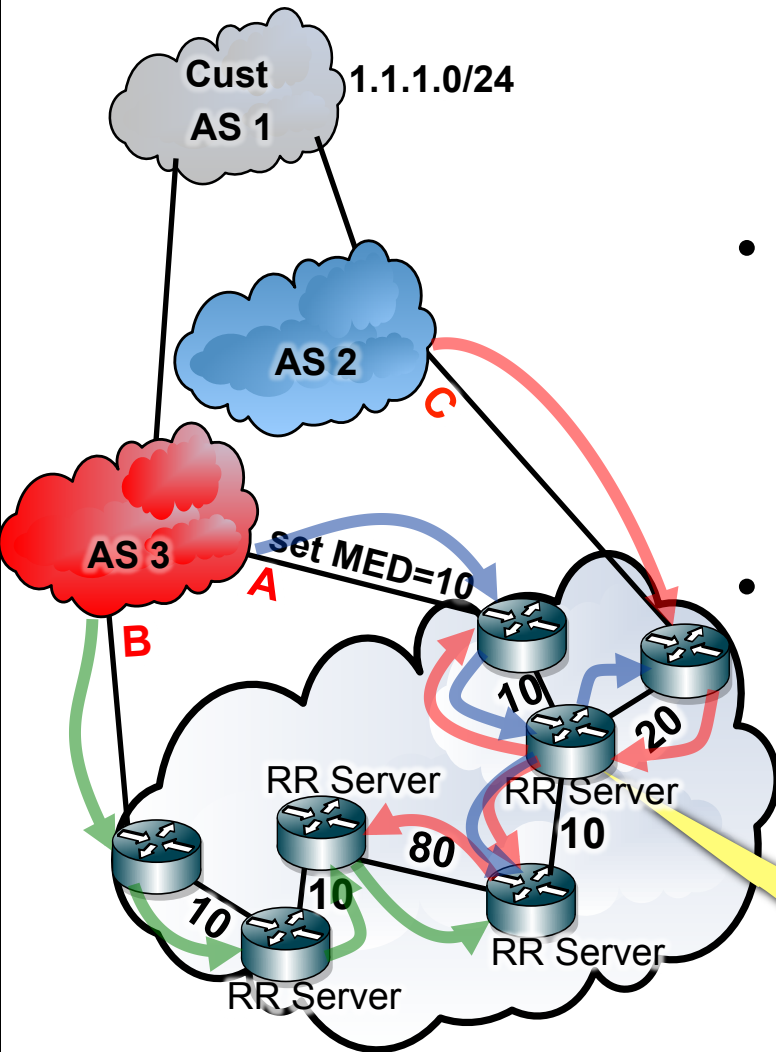 Cust
AS 1
1.1.1.0/24
•
AS 2
C
AS 3
set MED=10
A
•
B
10
20
RR Server
RR Server
10
80
10
10
RR Server
RR Server